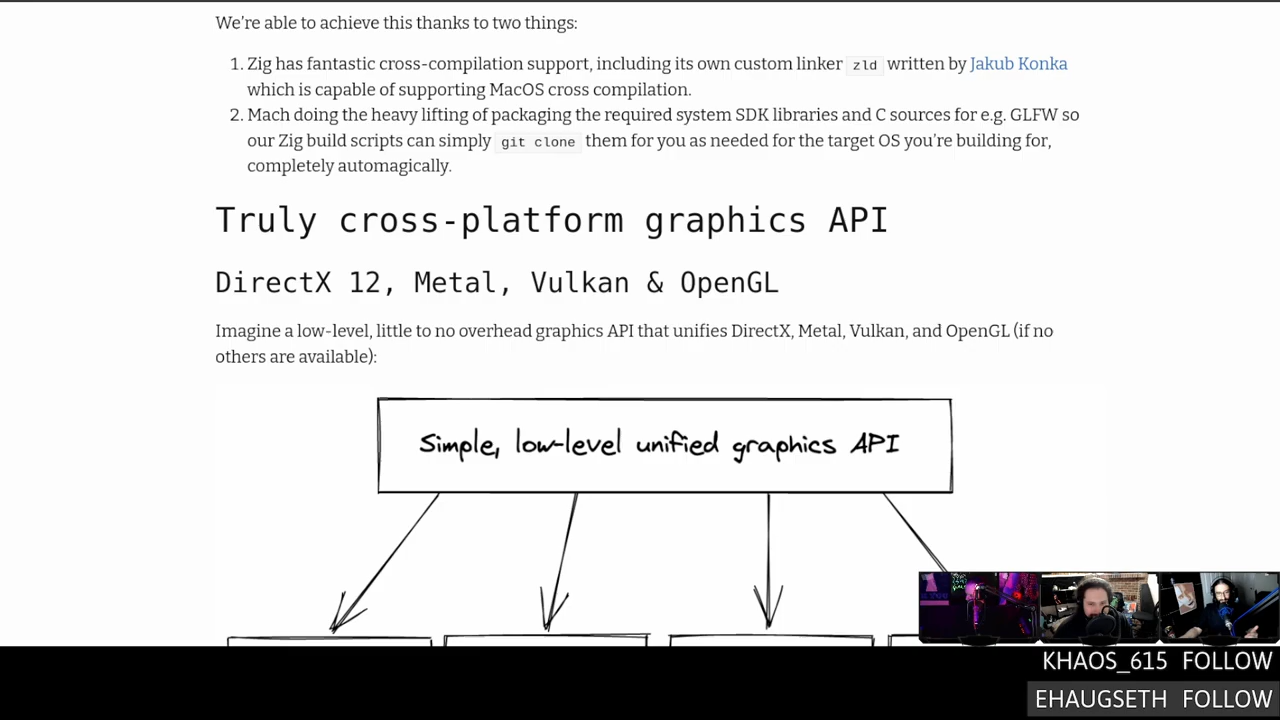 We’re able to achieve this thanks to two things:
1. Zig has fantastic cross-compilation support, including its own custom linker zld written by Jakub Konka
which is capable of supporting MacOS cross compilation.
2. Mach doing the heavy lifting of packaging the required system SDK libraries and C sources for e.g. GLFW so
our Zig build scripts can simply git clone them for you as needed for the target OS you’re building for,
completely automagically.
Truly cross-platform graphics API
DirectX 12, Metal, Vulkan & OpenGL
Imagine a low-level, little to no overhead graphics API that unifies DirectX, Metal, Vulkan, and OpenGL (if no
others are available):
Simple, low-level unified graphics API
KHAOS_615 FOLLOW
EHAUGSETH FOLLOW